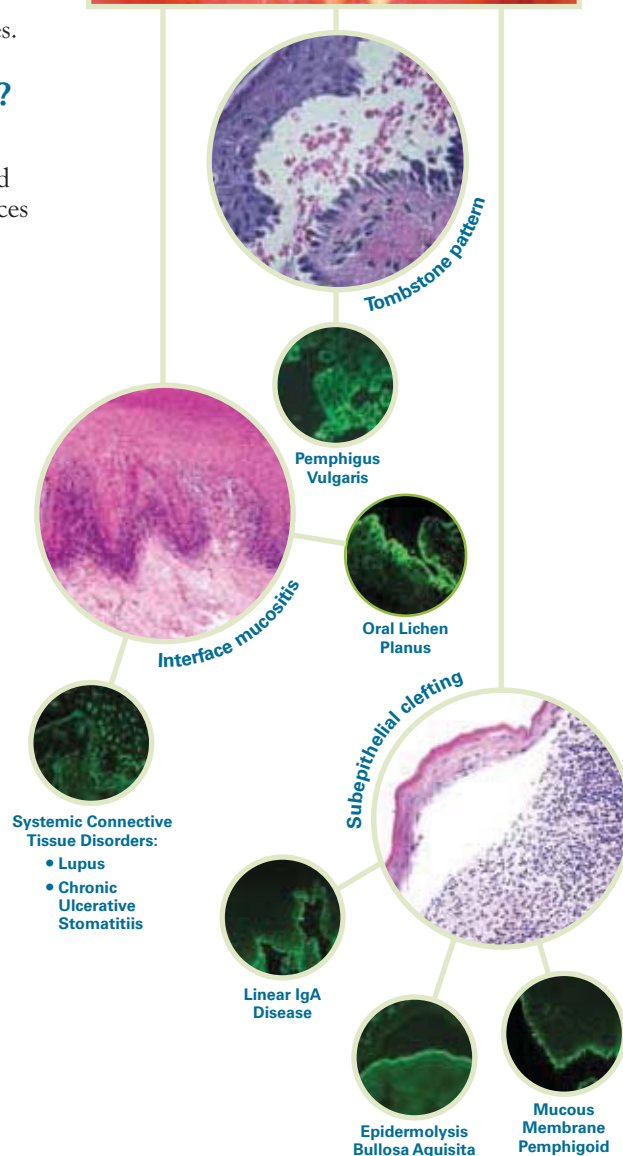 es.
?
d
ces
Tombstone pattern
Pemphigus
Vulgaris
Interface mucositis
Oral Lichen
Planus
Subepithelial clefting
Systemic Connective
Tissue Disorders:
• Lupus
• Chronic
Ulcerative
Stomatitiis
Linear IgA
Disease
Epidermolysis
Bullosa Aquisita
Mucous
Membrane
Pemphigoid